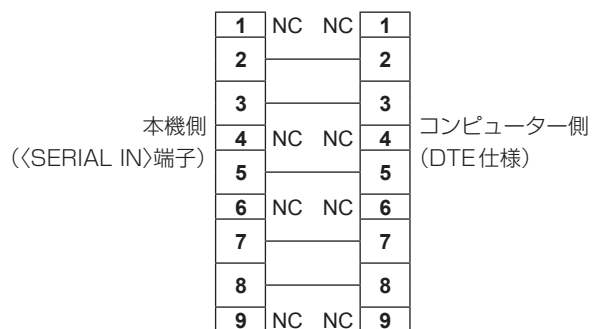 1 NC NC 1
2 2
3 3
本機側
(〈SERIAL IN〉端子)
4 NC NC 4
コンピューター側
(DTE仕様)
5 5
6 NC NC 6
7 7
8 8
9 NC NC 9